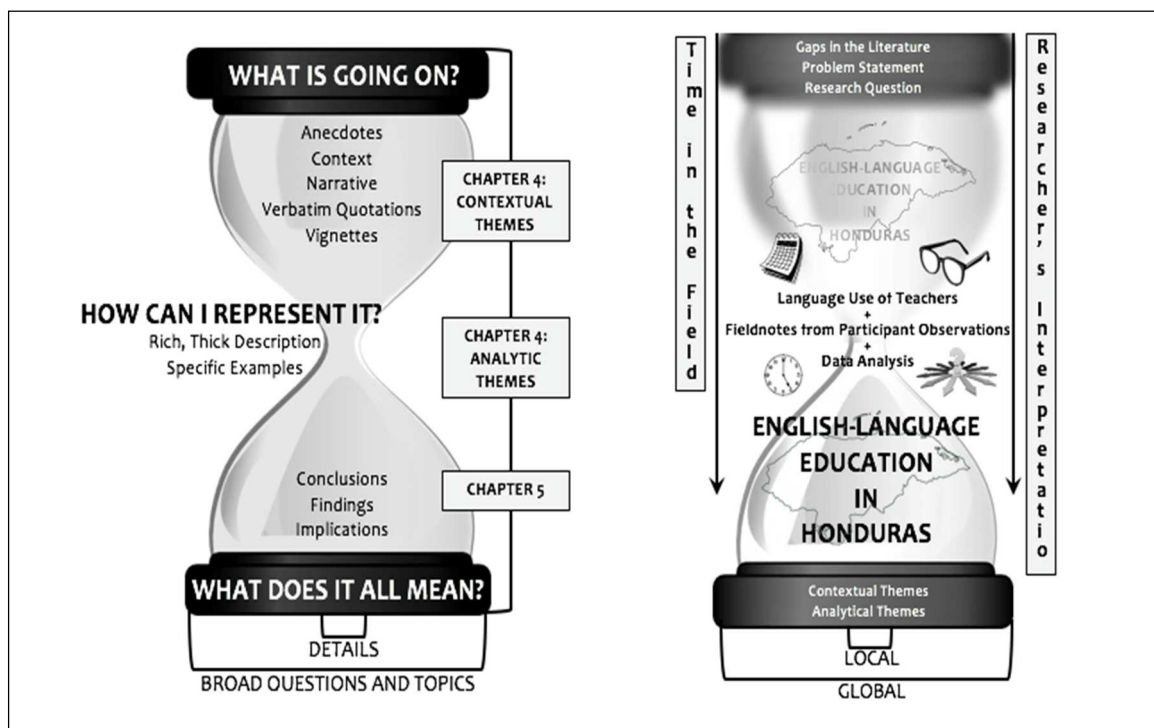 WHAT IS GOING ON?
Anecdotes
Context
Narrative
Verbatim Quotations
Vignettes
CHAPTER 4:
CONTEXTUAL
THEMES
HOW CAN I REPRESENT IT?
Rich, Thick Description
Specific Examples
CHAPTER 4:
ANALYTIC
THEMES
Conclusions
Findings
Implications
CHAPTER 5
WHAT DOES IT ALL MEAN?
DETAILS
BROAD QUESTIONS AND TOPICS
Time in the Field
Gaps in the Literature
Problem Statement
Research Question
ENGLISH-LANGUAGE
EDUCATION
IN
HONDURAS
Language Use of Teachers
+
Fieldnotes from Participant Observations
+
Data Analysis
ENGLISH-LANGUAGE
EDUCATION
IN
HONDURAS
Contextual Themes
Analytical Themes
LOCAL
GLOBAL
Researcher's Interpretatio